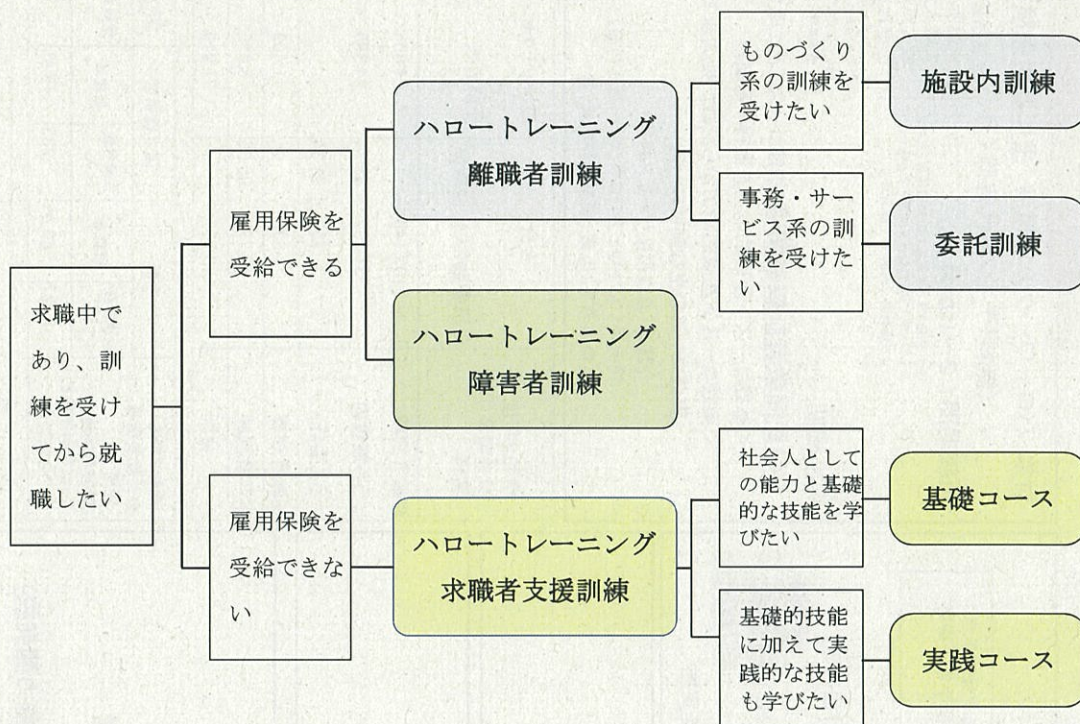 求職中で
あり、訓
練を受け
てから就
職したい
雇用保険を
受給できる
ハロートレーニング
離職者訓練
ものづくり
系の訓練を
受けたい
施設内訓練
事務・サー
ビス系の訓
練を受けた
い
委託訓練
ハロートレーニング
障害者訓練
雇用保険を
受給できな
い
ハロートレーニング
求職者支援訓練
社会人として
の能力と基礎
的な技能を学
びたい
基礎コース
基礎的技能
に加えて実
践的な技能
も学びたい
実践コース